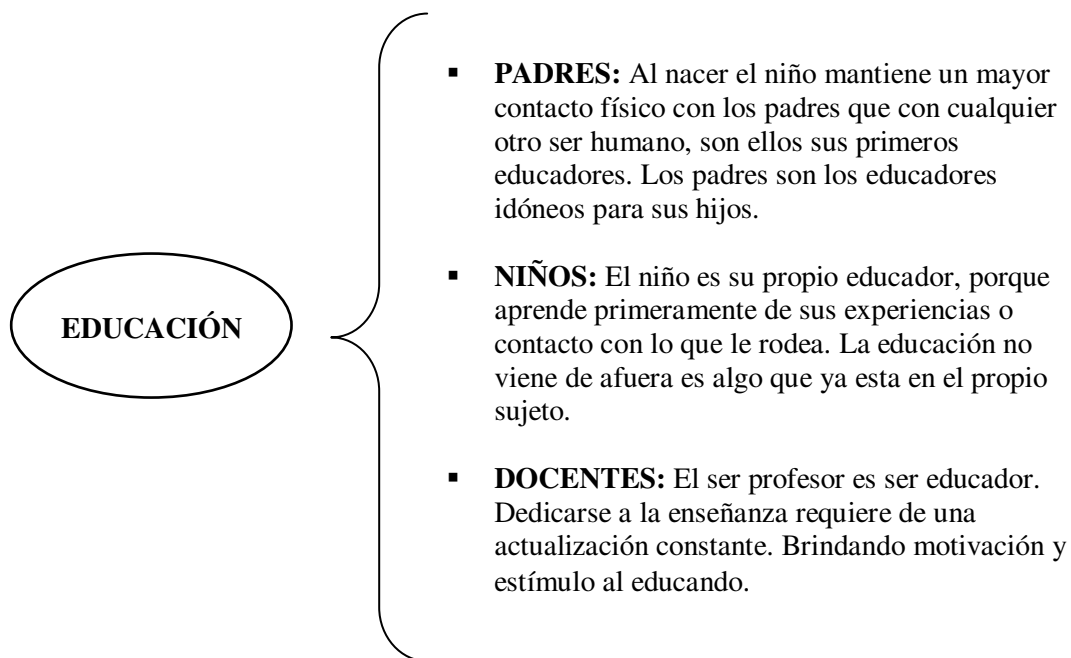 EDUCACIÓN
▪ PADRES: Al nacer el niño mantiene un mayor
contacto físico con los padres que con cualquier
otro ser humano, son ellos sus primeros
educadores. Los padres son los educadores
idóneos para sus hijos.
▪ NIÑOS: El niño es su propio educador, porque
aprende primeramente de sus experiencias o
contacto con lo que le rodea. La educación no
viene de afuera es algo que ya esta en el propio
sujeto.
▪ DOCENTES: El ser profesor es ser educador.
Dedicarse a la enseñanza requiere de una
actualización constante. Brindando motivación y
estímulo al educando.